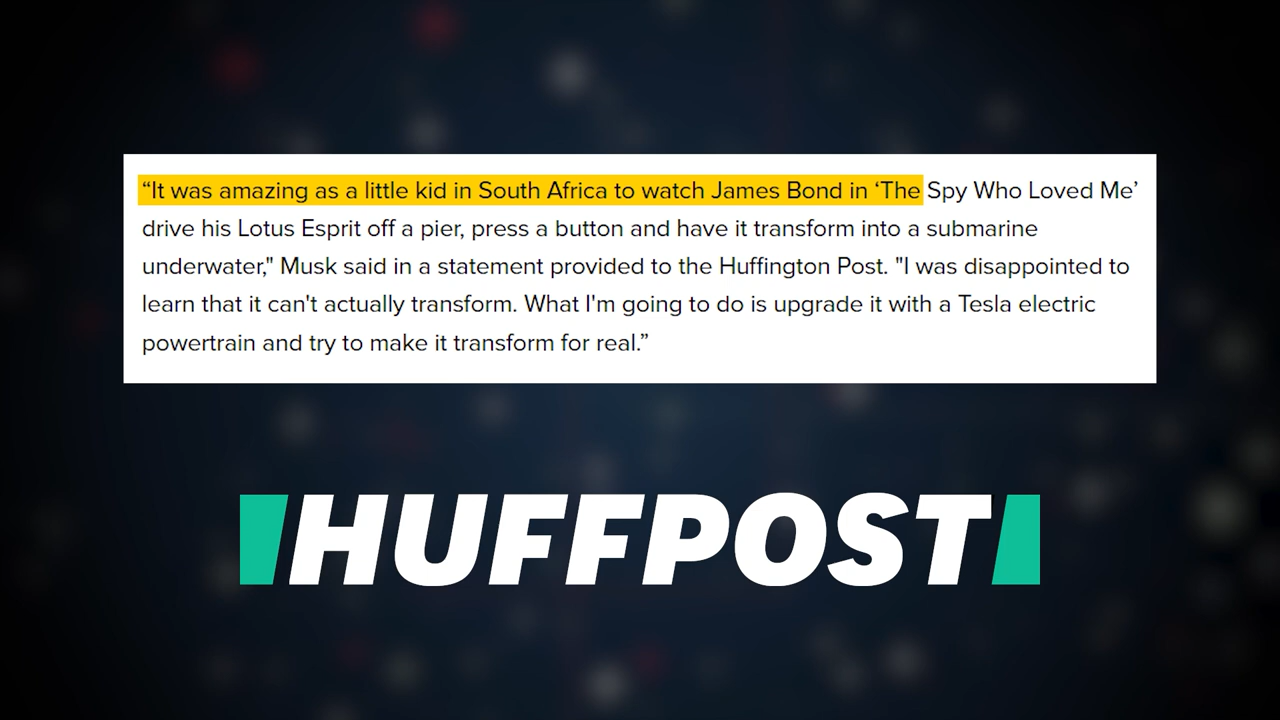 “It was amazing as a little kid in South Africa to watch James Bond in ‘The Spy Who Loved Me’
drive his Lotus Esprit off a pier, press a button and have it transform into a submarine
underwater," Musk said in a statement provided to the Huffington Post. "I was disappointed to
learn that it can't actually transform. What I'm going to do is upgrade it with a Tesla electric
powertrain and try to make it transform for real.”
HUFFPOST